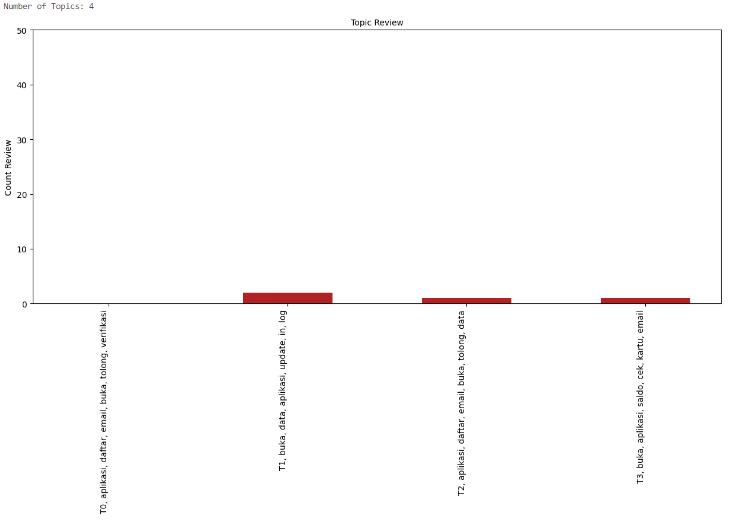 Number of Topics: 4
Topic Review
Count Review
50
40
30
20
10
0
T0, aplikasi, daftar, email, buka, tolong, verifikasi
T1, buka, data, aplikasi, update, in, log
T2, aplikasi, daftar, email, buka, tolong, data
T3, buka, aplikasi, saldo, cek, kartu, email